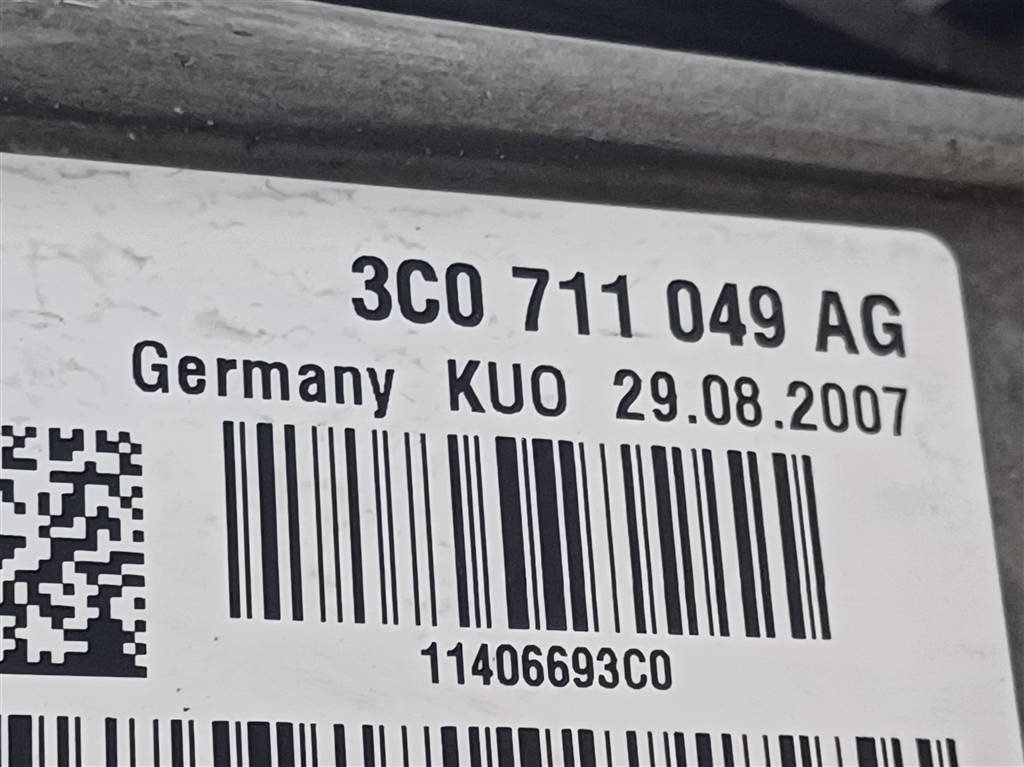 3C0 711 049 AG
Germany KUO 29.08.2007
11406693C0